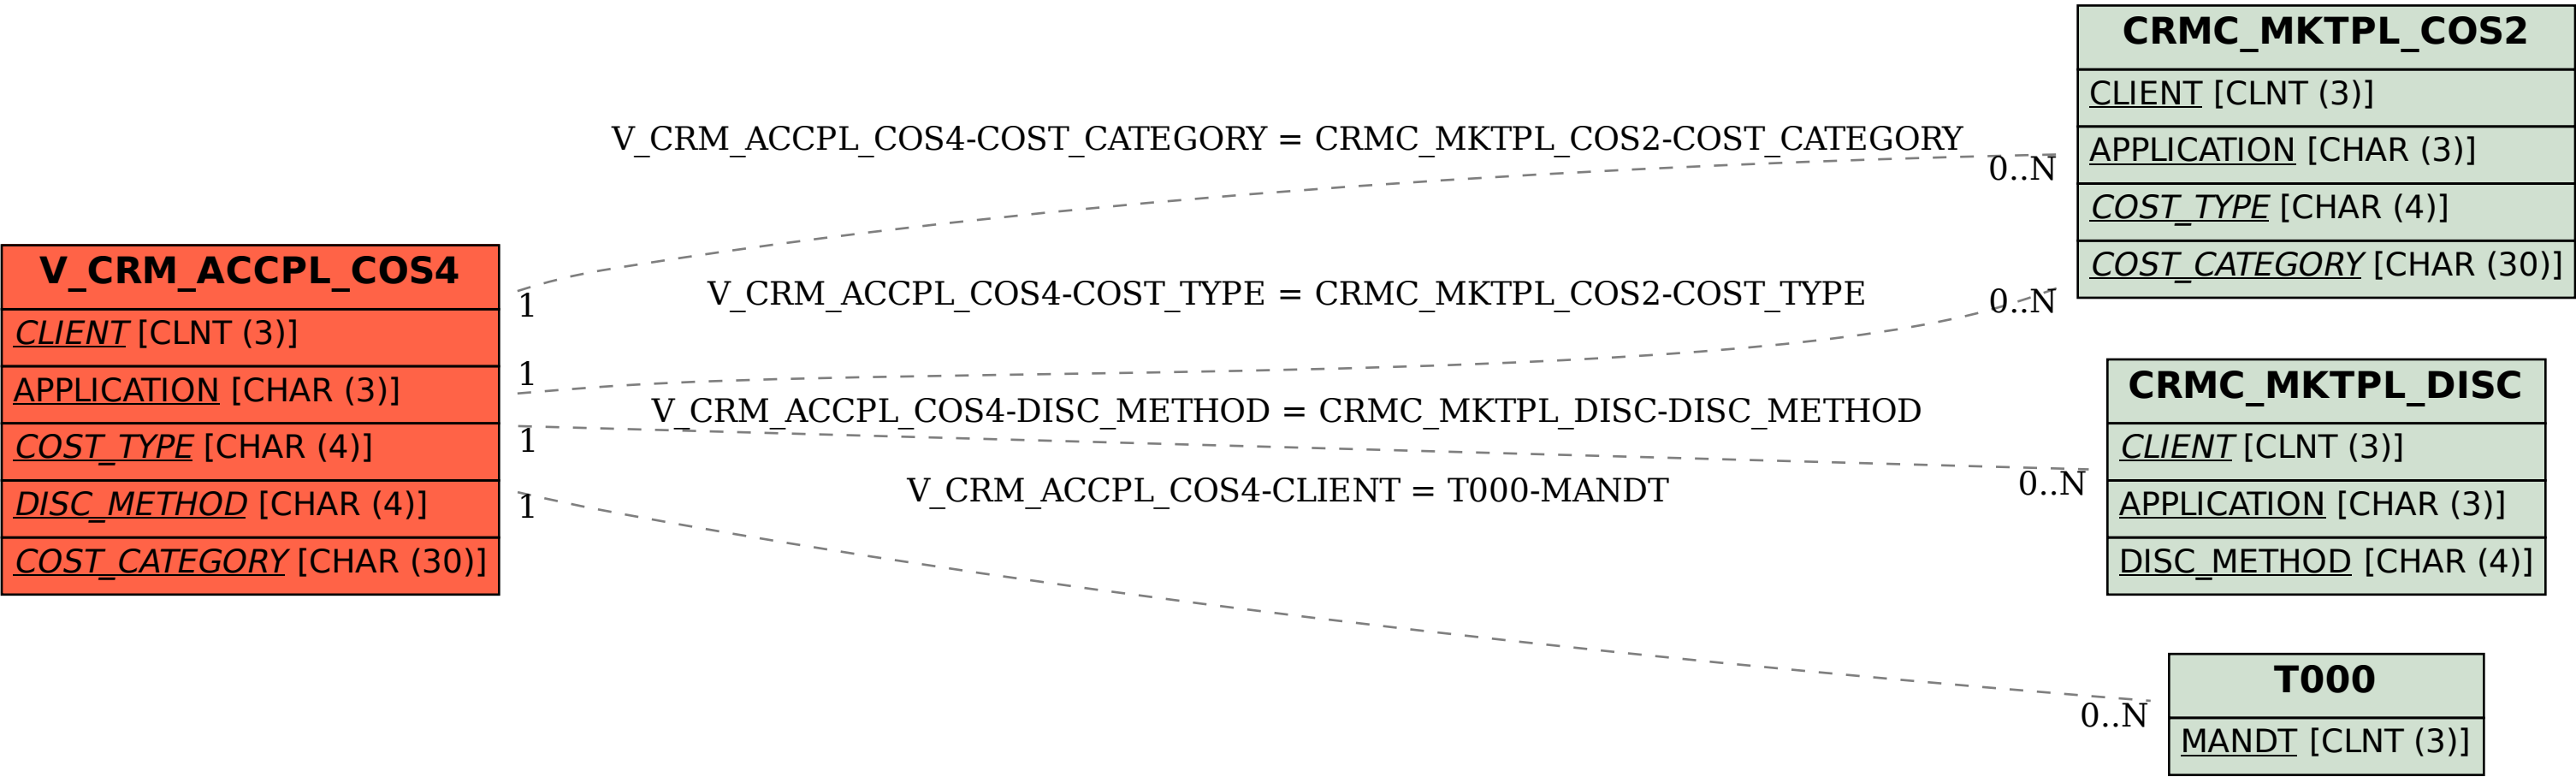 V_CRM_ACCPL_COS4
CLIENT [CLNT (3)]
APPLICATION [CHAR (3)]
COST_TYPE [CHAR (4)]
DISC_METHOD [CHAR (4)]
COST_CATEGORY [CHAR (30)]
V_CRM_ACCPL_COS4-COST_CATEGORY = CRMC_MKTPL_COS2-COST_CATEGORY
1
0..N
V_CRM_ACCPL_COS4-COST_TYPE = CRMC_MKTPL_COS2-COST_TYPE
1
0..N
V_CRM_ACCPL_COS4-DISC_METHOD = CRMC_MKTPL_DISC-DISC_METHOD
1
0..N
V_CRM_ACCPL_COS4-CLIENT = T000-MANDT
1
0..N
CRMC_MKTPL_COS2
CLIENT [CLNT (3)]
APPLICATION [CHAR (3)]
COST_TYPE [CHAR (4)]
COST_CATEGORY [CHAR (30)]
CRMC_MKTPL_DISC
CLIENT [CLNT (3)]
APPLICATION [CHAR (3)]
DISC_METHOD [CHAR (4)]
T000
MANDT [CLNT (3)]